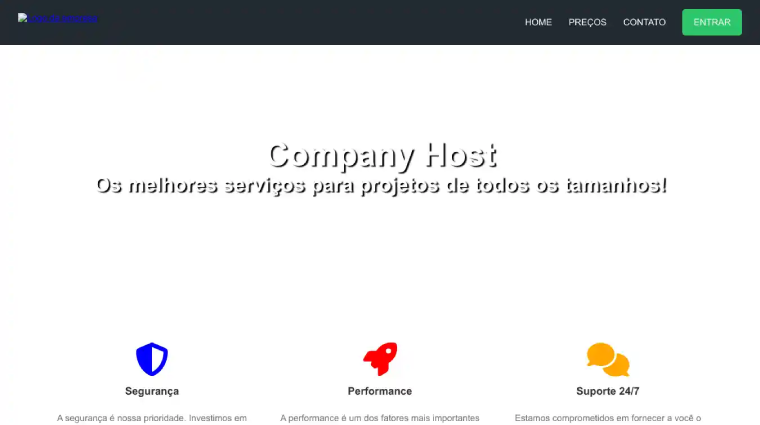 HOME PREÇOS CONTATO ENTRAR
Company Host
Os melhores serviços para projetos de todos os tamanhos!
Segurança Performance Suporte 24/7
A segurança é nossa prioridade. Investimos em A performance é um dos fatores mais importantes Estamos comprometidos em fornecer a você o